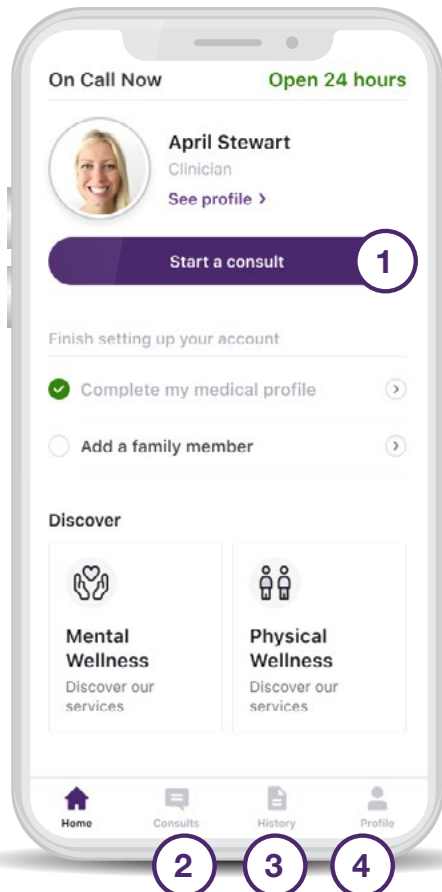 On Call Now Open 24 hours
April Stewart
Clinician
See profile >
Start a consult 1
Finish setting up your account
Complete my medical profile
Add a family member
Discover
Mental Wellness
Discover our services
Physical Wellness
Discover our services
Home Consults History Profile
2 3 4